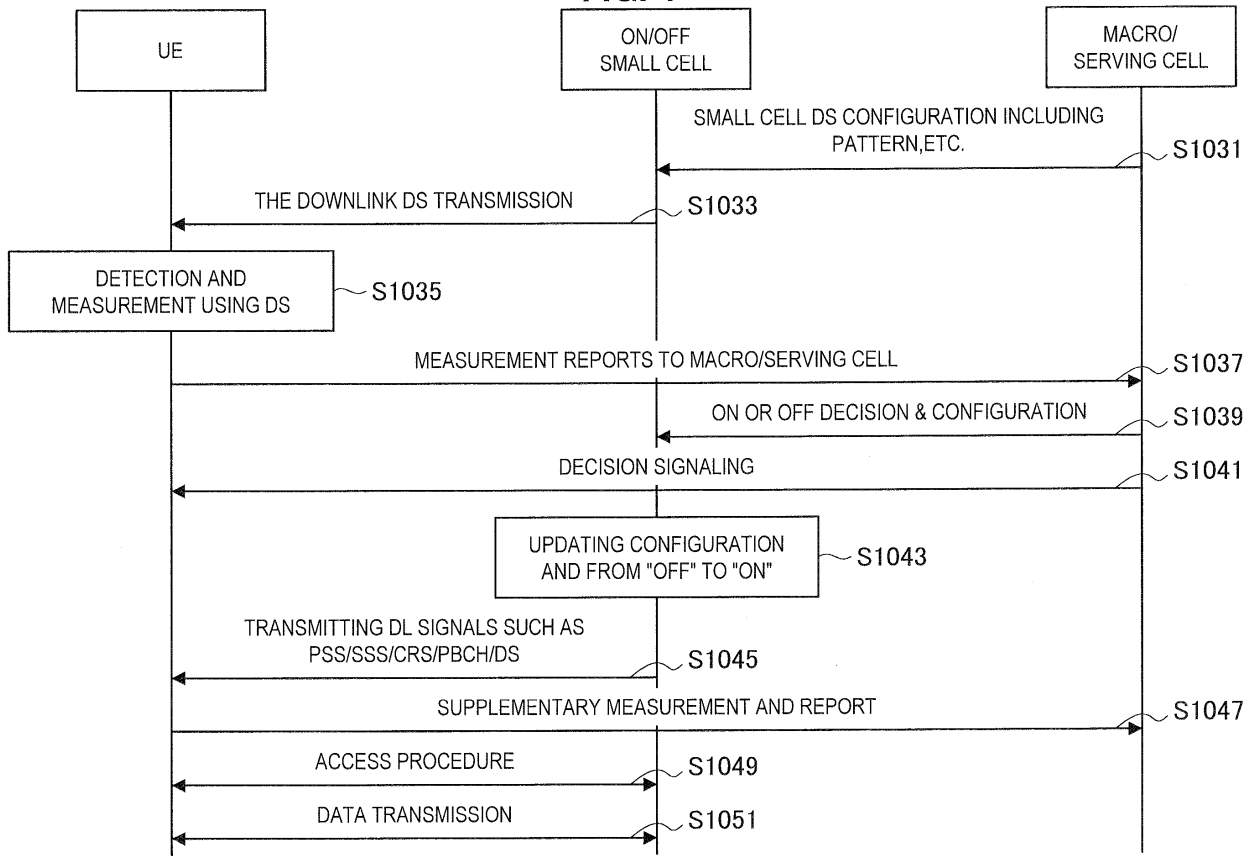 UE
ON/OFF
SMALL CELL
MACRO/
SERVING CELL
SMALL CELL DS CONFIGURATION INCLUDING
PATTERN,ETC.
S1031
THE DOWNLINK DS TRANSMISSION
S1033
DETECTION AND
MEASUREMENT USING DS
S1035
MEASUREMENT REPORTS TO MACRO/SERVING CELL
S1037
ON OR OFF DECISION & CONFIGURATION
S1039
DECISION SIGNALING
S1041
UPDATING CONFIGURATION
AND FROM "OFF" TO "ON"
S1043
TRANSMITTING DL SIGNALS SUCH AS
PSS/SSS/CRS/PBCH/DS
S1045
SUPPLEMENTARY MEASUREMENT AND REPORT
S1047
ACCESS PROCEDURE
S1049
DATA TRANSMISSION
S1051